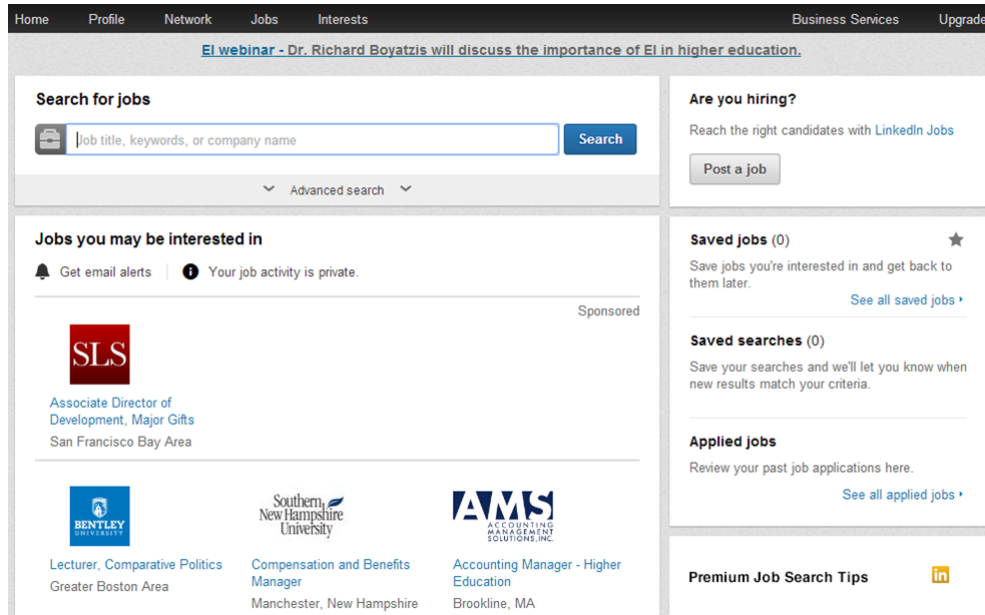 Home Profile Network Jobs Interests Business Services Upgrade
EI webinar - Dr. Richard Boyatzis will discuss the importance of EI in higher education.
Search for jobs
Job title, keywords, or company name
Search
Advanced search
Jobs you may be interested in
Get email alerts
Your job activity is private.
Sponsored
SLS
Associate Director of
Development, Major Gifts
San Francisco Bay Area
BENTLEY
UNIVERSITY
Lecturer, Comparative Politics
Greater Boston Area
Southern
New Hampshire
University
Compensation and Benefits
Manager
Manchester, New Hampshire
AMS
ACCOUNTING
MANAGEMENT
SOLUTIONS, INC.
Accounting Manager - Higher
Education
Brookline, MA
Are you hiring?
Reach the right candidates with LinkedIn Jobs
Post a job
Saved jobs (0)
Save jobs you're interested in and get back to
them later.
See all saved jobs
Saved searches (0)
Save your searches and we'll let you know when
new results match your criteria.
Applied jobs
Review your past job applications here.
See all applied jobs
Premium Job Search Tips
in